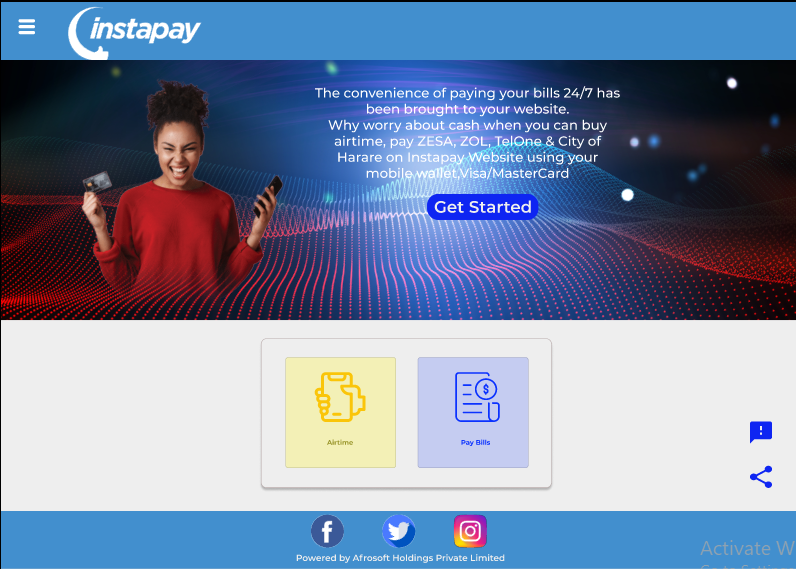 instapay
The convenience of paying your bills 24/7 has
been brought to your website.
Why worry about cash when you can buy
airtime, pay ZESA, ZOL, TelOne & City of
Harare on Instapay Website using your
mobile wallet,Visa/MasterCard
Get Started
Airtime
Pay Bills
Powered by Afrosoft Holdings Private Limited
Activate W